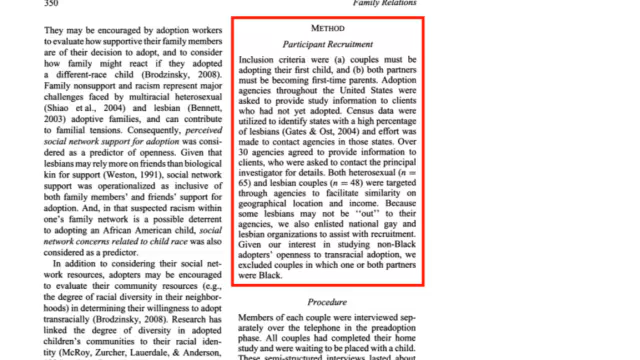 350
Family Relations
They may be encouraged by adoption workers
to evaluate how supportive their family members
are of their decision to adopt, and to consider
how family might react if they adopted
a different-race child (Brodzinsky, 2008).
Family nonsupport and racism represent major
challenges faced by multiracial heterosexual
(Shiao et al., 2004) and lesbian (Bennett,
2003) adoptive families, and can contribute
to familial tensions. Consequently, perceived
social network support for adoption was consi-
dered as a predictor of openness. Given that
lesbians may rely more on friends than biological
kin for support (Weston, 1991), social network
support was operationalized as inclusive of
both family members' and friends' support for
adoption. And, in that suspected racism within
one's family network is a possible deterrent
to adopting an African American child, social
network concerns related to child race was also
considered as a predictor.
In addition to considering their social net-
work resources, adopters may be encouraged
to evaluate their community resources (e.g.,
the degree of racial diversity in their neighbor-
hoods) in determining their willingness to adopt
transracially (Brodzinsky, 2008). Research has
linked the degree of diversity in adopted
children's communities to their racial iden-
tity (McRoy, Zurcher, Lauderdale, & Anderson,
METHOD
Participant Recruitment
Inclusion criteria were (a) couples must be
adopting their first child, and (b) both partners
must be becoming first-time parents. Adoption
agencies throughout the United States were
asked to provide study information to clients
who had not yet adopted. Census data were
utilized to identify states with a high percentage
of lesbians (Gates & Ost, 2004) and effort was
made to contact agencies in those states. Over
30 agencies agreed to provide information to
clients, who were asked to contact the principal
investigator for details. Both heterosexual (n =
65) and lesbian couples (n = 48) were targeted
through agencies to facilitate similarity on
geographical location and income. Because
some lesbians may not be "out" to their
agencies, we also enlisted national gay and
lesbian organizations to assist with recruitment.
Given our interest in studying non-Black
adopters' openness to transracial adoption, we
excluded couples in which one or both partners
were Black.
Procedure
Members of each couple were interviewed sep-
arately over the telephone in the preadoption
phase. All couples had completed their home
study and were waiting to be placed with a child.
These semi-structured interviews lasted about